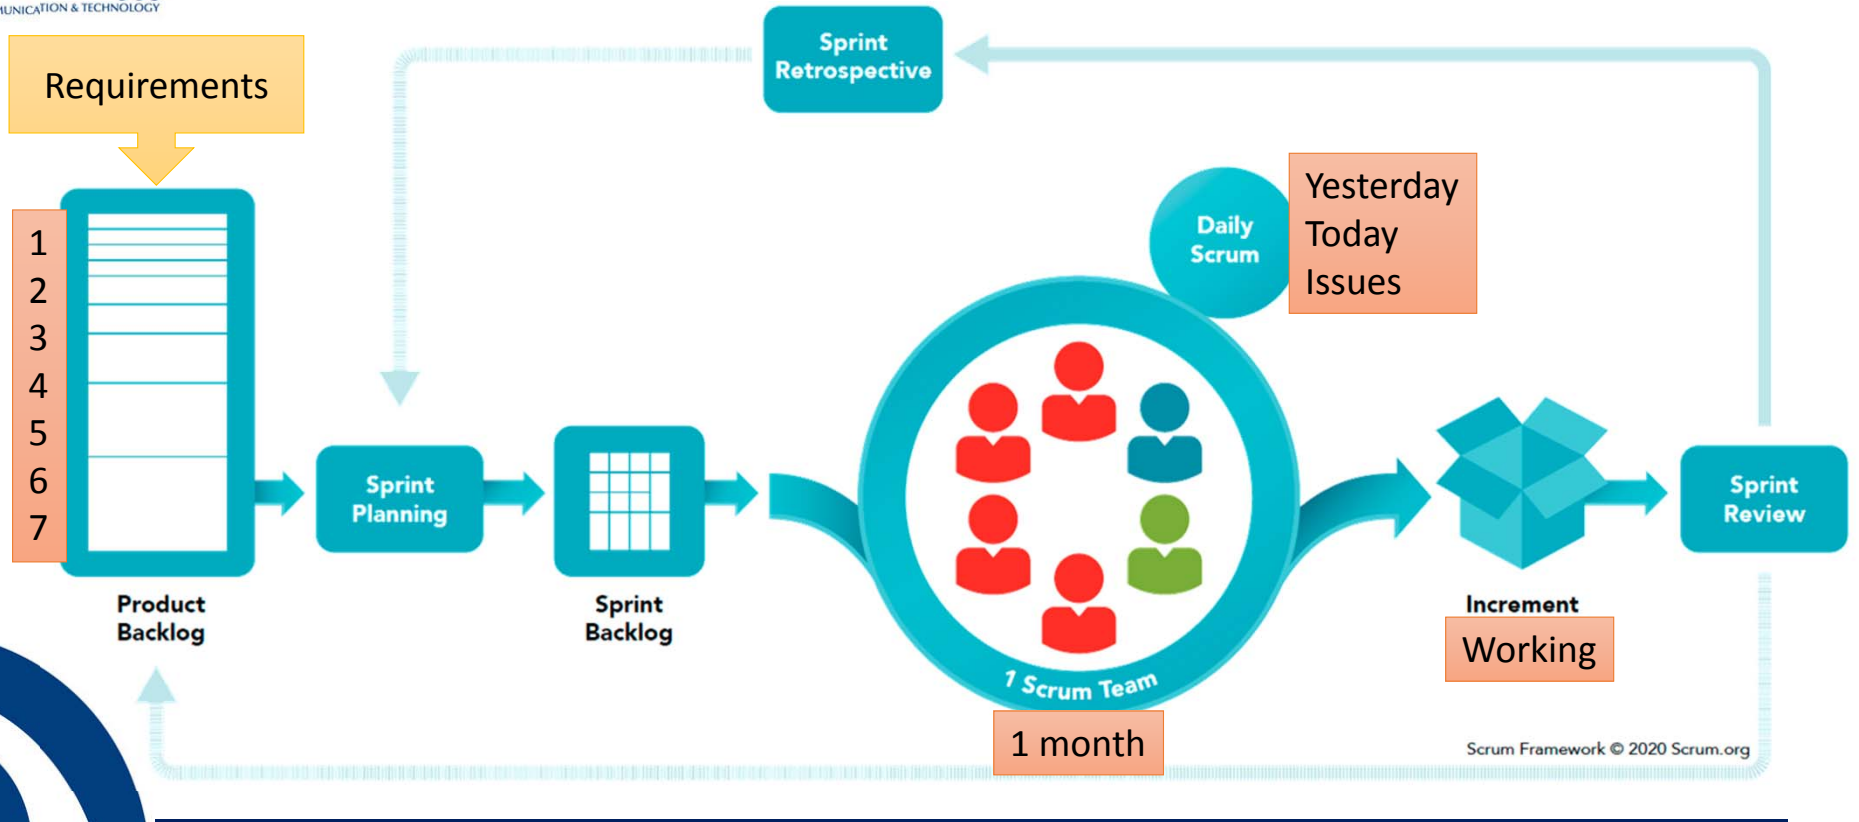 & TECHNOLOGY
Requirements
1
2
3
4
5
6
7
Product
Backlog
Sprint
Planning
Sprint
Backlog
Sprint
Retrospective
Daily
Scrum
Yesterday
Today
Issues
1 Scrum Team
1 month
Increment
Working
Sprint
Review
Scrum Framework © 2020 Scrum.org